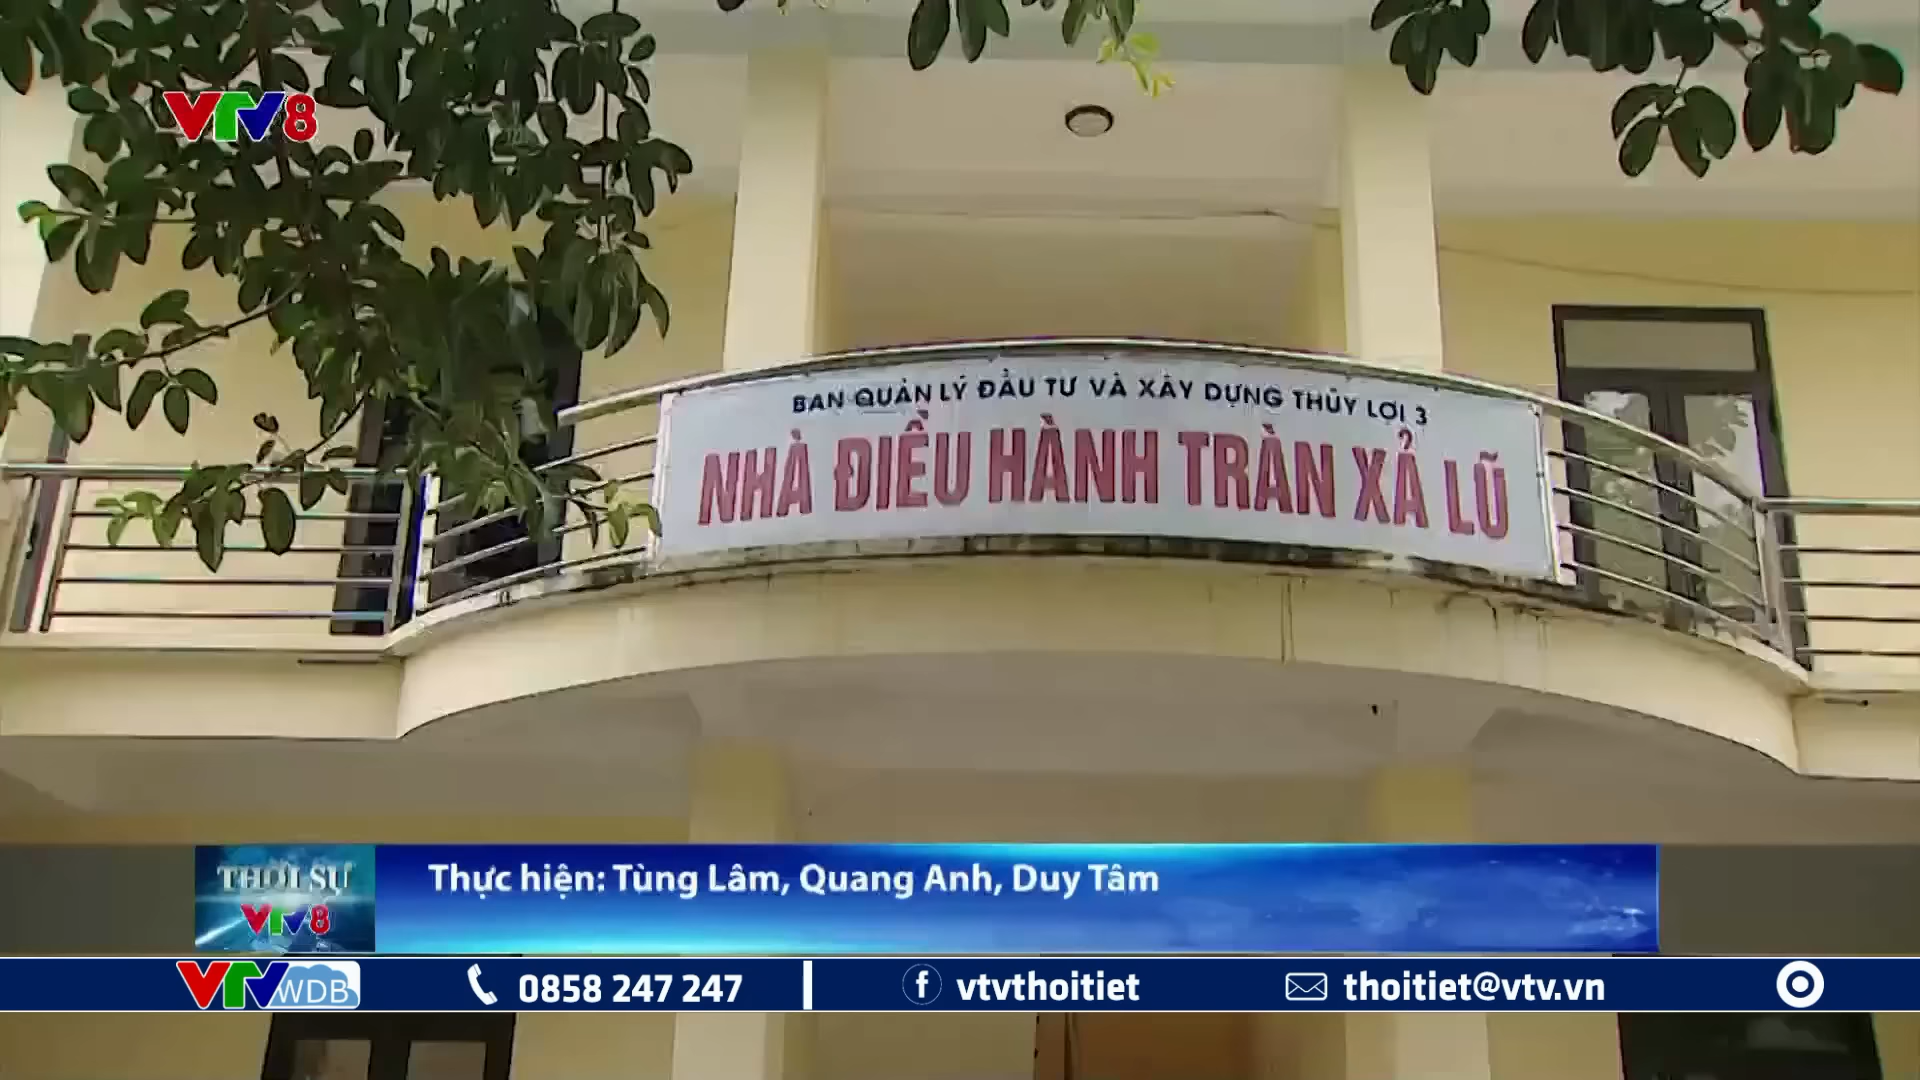 VTV8
BAN QUẢN LÝ ĐẦU TƯ VÀ XÂY DỰNG THỦY LỢI 3
NHÀ ĐIỀU HÀNH TRÀN XẢ LŨ
THỜI SỰ
VTV8
Thực hiện: Tùng Lâm, Quang Anh, Duy Tâm
VTV WDB 0858 247 247 vtvthoitiet thoitiet@vtv.vn